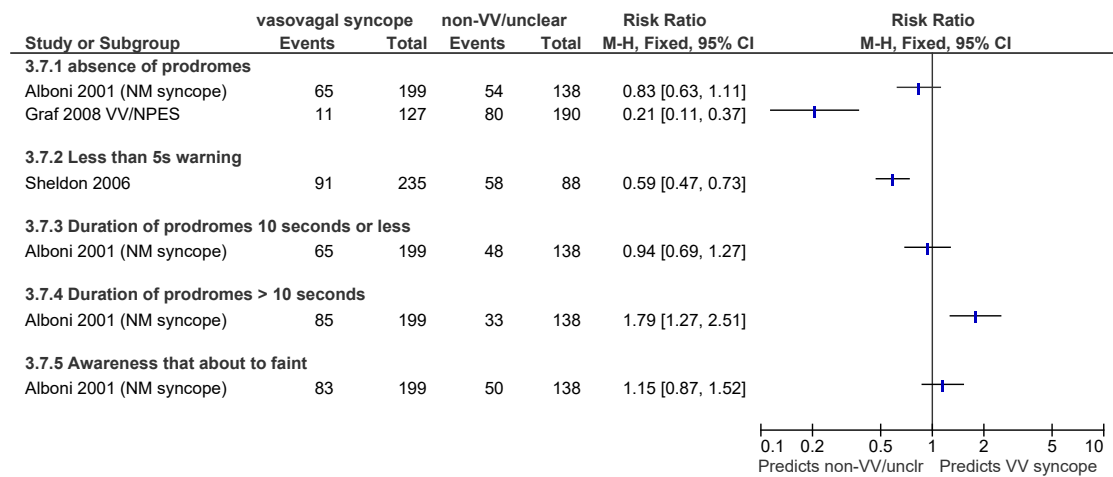 vasovagal syncope non-VV/unclear Risk Ratio Risk Ratio
Study or Subgroup Events Total Events Total M-H, Fixed, 95% CI M-H, Fixed, 95% CI
3.7.1 absence of prodromes
Alboni 2001 (NM syncope) 65 199 54 138 0.83 [0.63, 1.11]
Graf 2008 VV/NPES 11 127 80 190 0.21 [0.11, 0.37]
3.7.2 Less than 5s warning
Sheldon 2006 91 235 58 88 0.59 [0.47, 0.73]
3.7.3 Duration of prodromes 10 seconds or less
Alboni 2001 (NM syncope) 65 199 48 138 0.94 [0.69, 1.27]
3.7.4 Duration of prodromes > 10 seconds
Alboni 2001 (NM syncope) 85 199 33 138 1.79 [1.27, 2.51]
3.7.5 Awareness that about to faint
Alboni 2001 (NM syncope) 83 199 50 138 1.15 [0.87, 1.52]
0.1 0.2 0.5 1 2 5 10
Predicts non-VV/unclr Predicts VV syncope